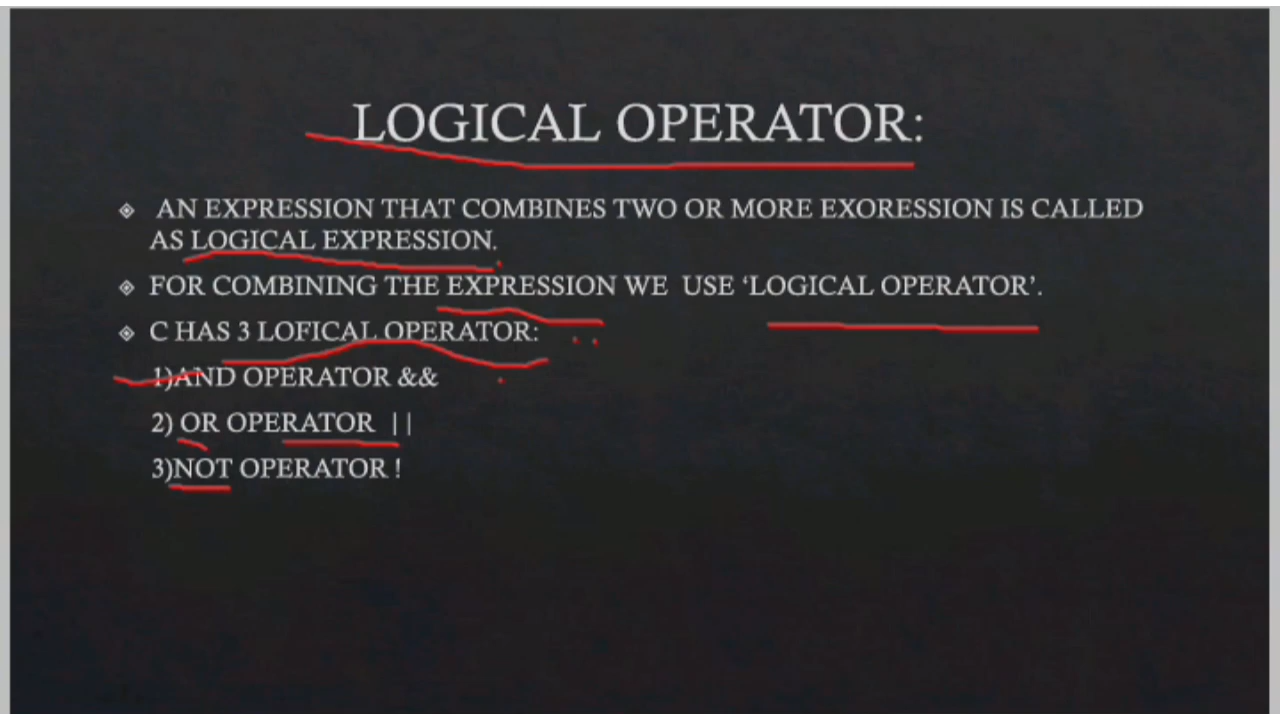 LOGICAL OPERATOR:
AN EXPRESSION THAT COMBINES TWO OR MORE EXORESSION IS CALLED
AS LOGICAL EXPRESSION.
FOR COMBINING THE EXPRESSION WE USE ‘LOGICAL OPERATOR’.
C HAS 3 LOFICAL OPERATOR:
1)AND OPERATOR &&
2) OR OPERATOR ||
3)NOT OPERATOR !